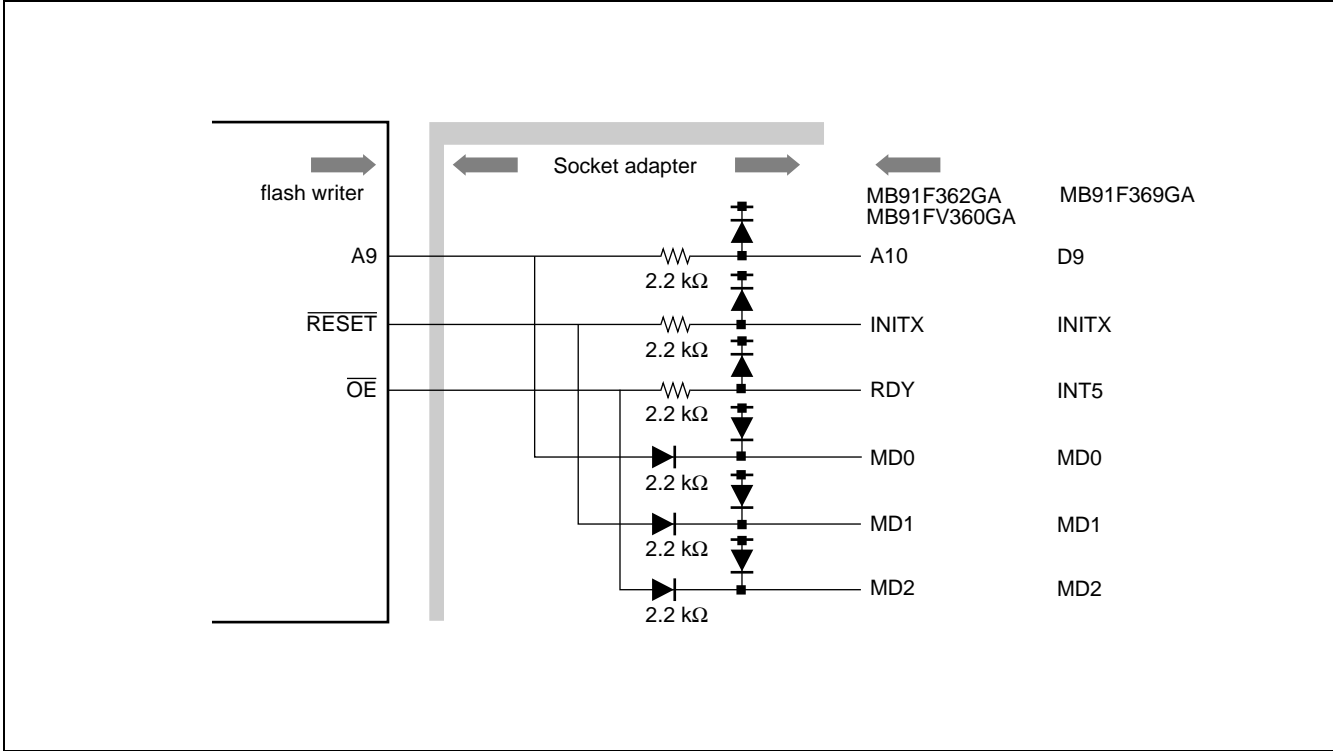 Socket adapter
flash writer
MB91F362GA MB91F369GA
MB91FV360GA
A9 A10 D9
2.2 kΩ
RESET INITX INITX
2.2 kΩ
OE RDY INT5
2.2 kΩ
MD0 MD0
2.2 kΩ
MD1 MD1
2.2 kΩ
MD2 MD2
2.2 kΩ